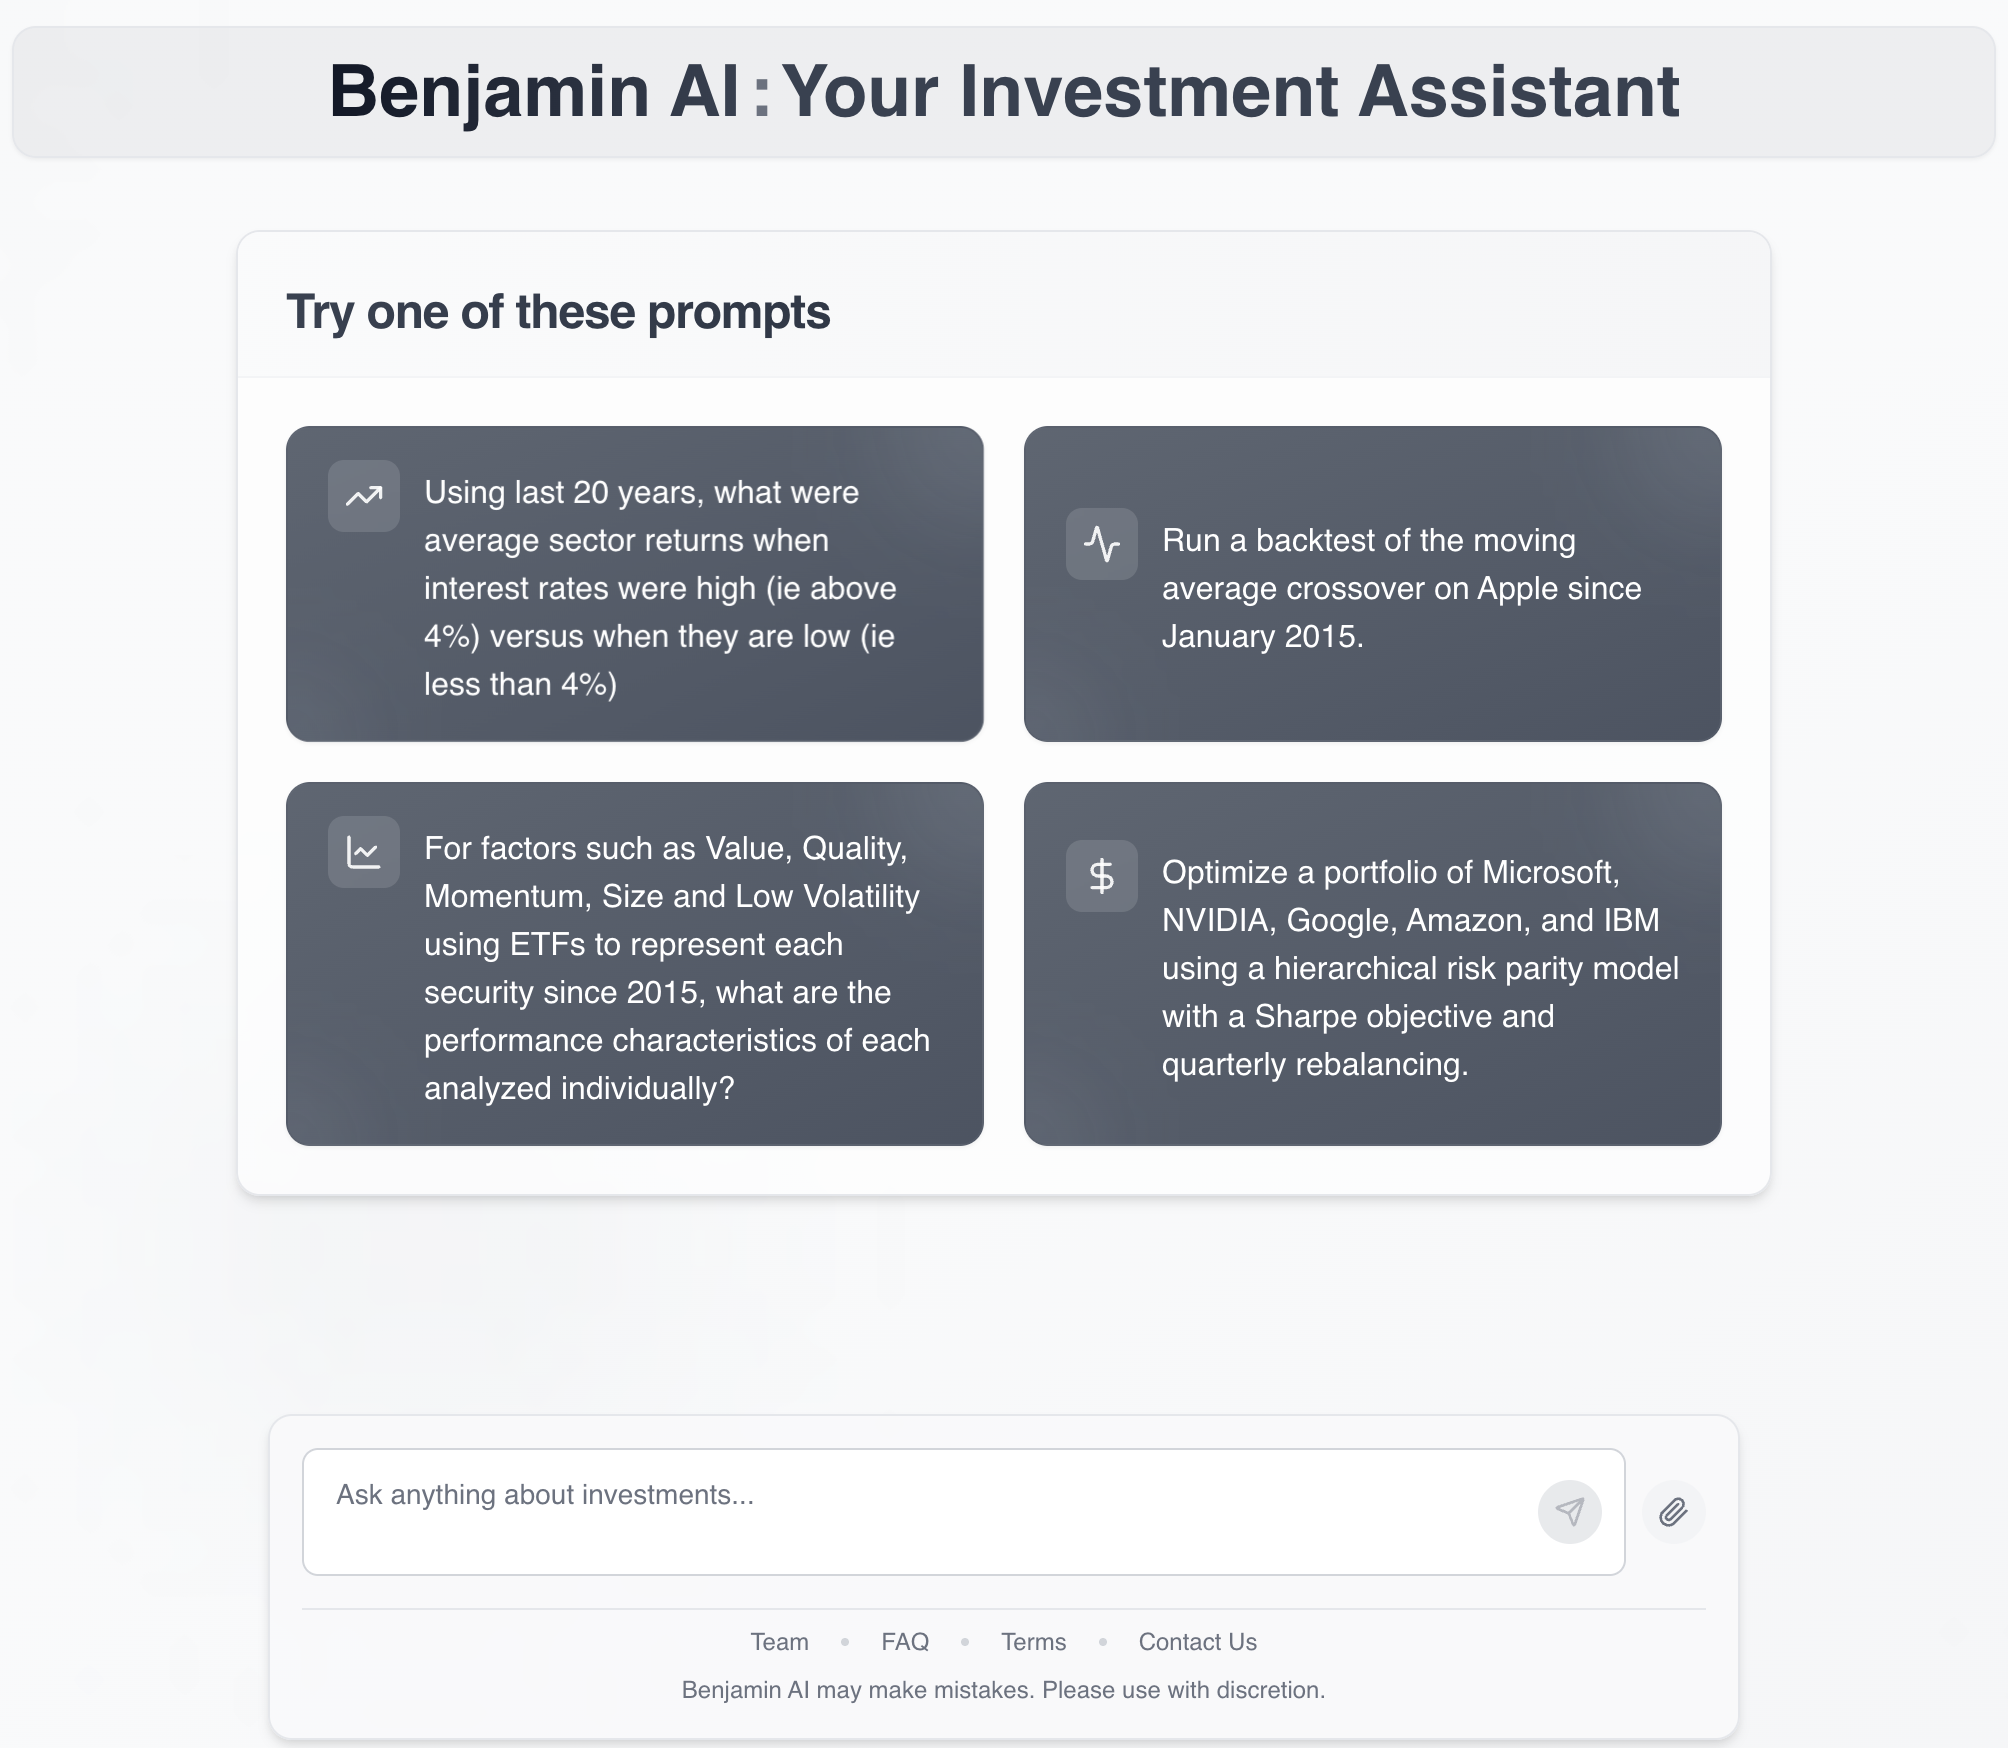 Benjamin AI : Your Investment Assistant
Try one of these prompts
Using last 20 years, what were
average sector returns when
interest rates were high (ie above
4%) versus when they are low (ie
less than 4%)
Run a backtest of the moving
average crossover on Apple since
January 2015.
For factors such as Value, Quality,
Momentum, Size and Low Volatility
using ETFs to represent each
security since 2015, what are the
performance characteristics of each
analyzed individually?
Optimize a portfolio of Microsoft,
NVIDIA, Google, Amazon, and IBM
using a hierarchical risk parity model
with a Sharpe objective and
quarterly rebalancing.
Ask anything about investments...
Team • FAQ • Terms • Contact Us
Benjamin AI may make mistakes. Please use with discretion.